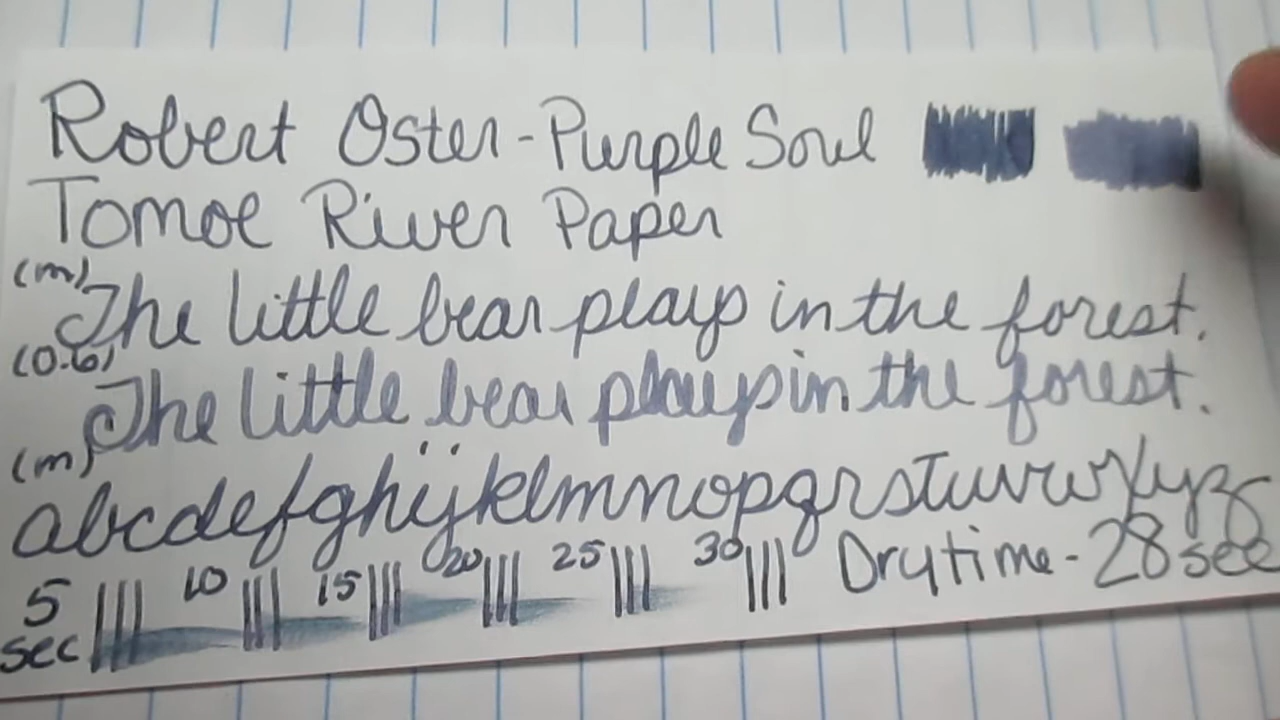 Robert Oster - Purple Soul
Tomoe River Paper
(m)
The little bear plays in the forest.
(0.6)
The little bear plays in the forest.
(m)
abcdefghijklmnopqrstuvwxyz
5 sec 10 15 20 25 30 Dry time - 28 sec